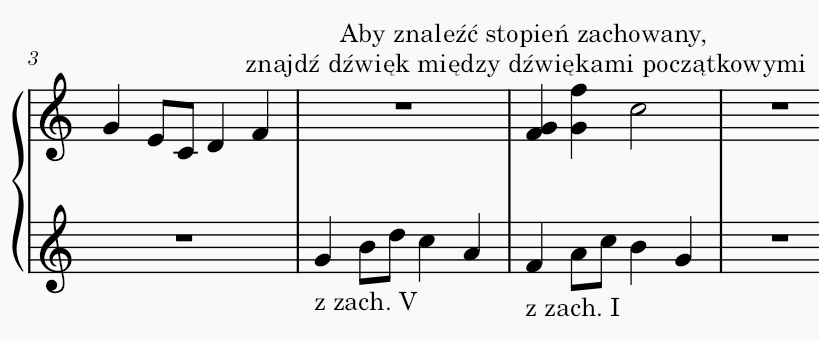 Aby znaleźć stopień zachowany,
znajdź dźwięk między dźwiękami początkowymi
3
z zach. V
z zach. I